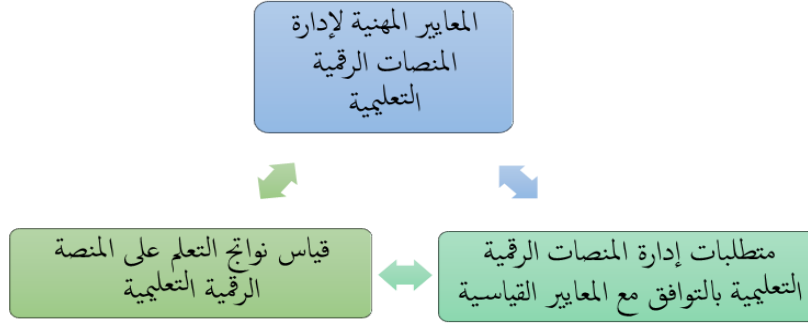 المعايير المهنية لإدارة
المنصات الرقمية
التعليمية
متطلبات إدارة المنصات الرقمية
التعليمية بالتوافق مع المعايير القياسية
قياس نواتج التعلم على المنصة
الرقمية التعليمية